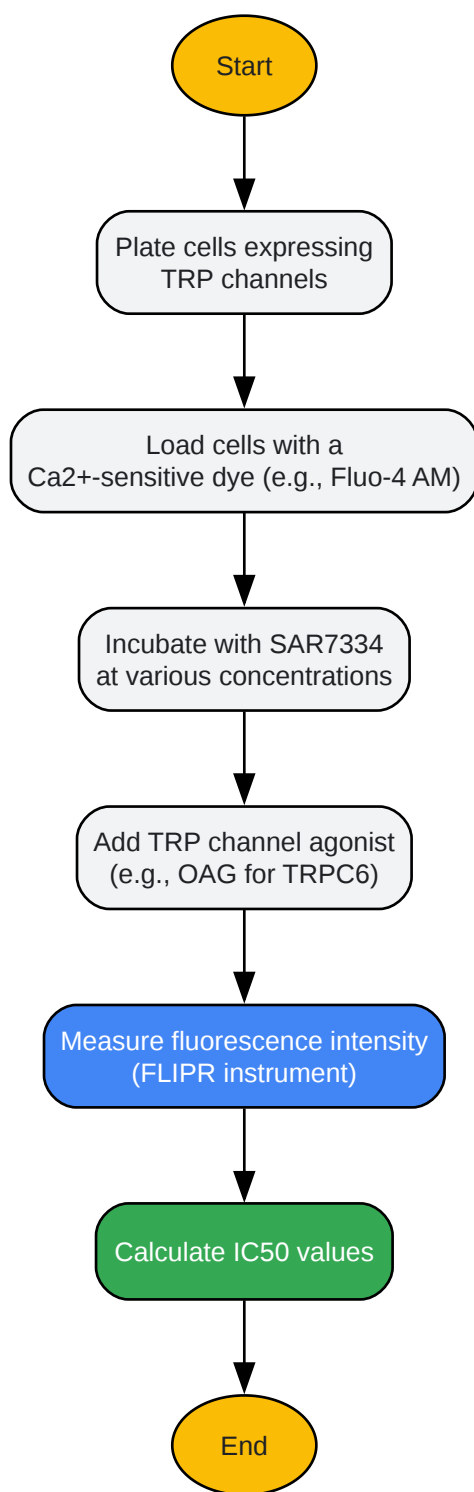 Start
Plate cells expressing
TRP channels
Load cells with a
Ca2+-sensitive dye (e.g., Fluo-4 AM)
Incubate with SAR7334
at various concentrations
Add TRP channel agonist
(e.g., OAG for TRPC6)
Measure fluorescence intensity
(FLIPR instrument)
Calculate IC50 values
End